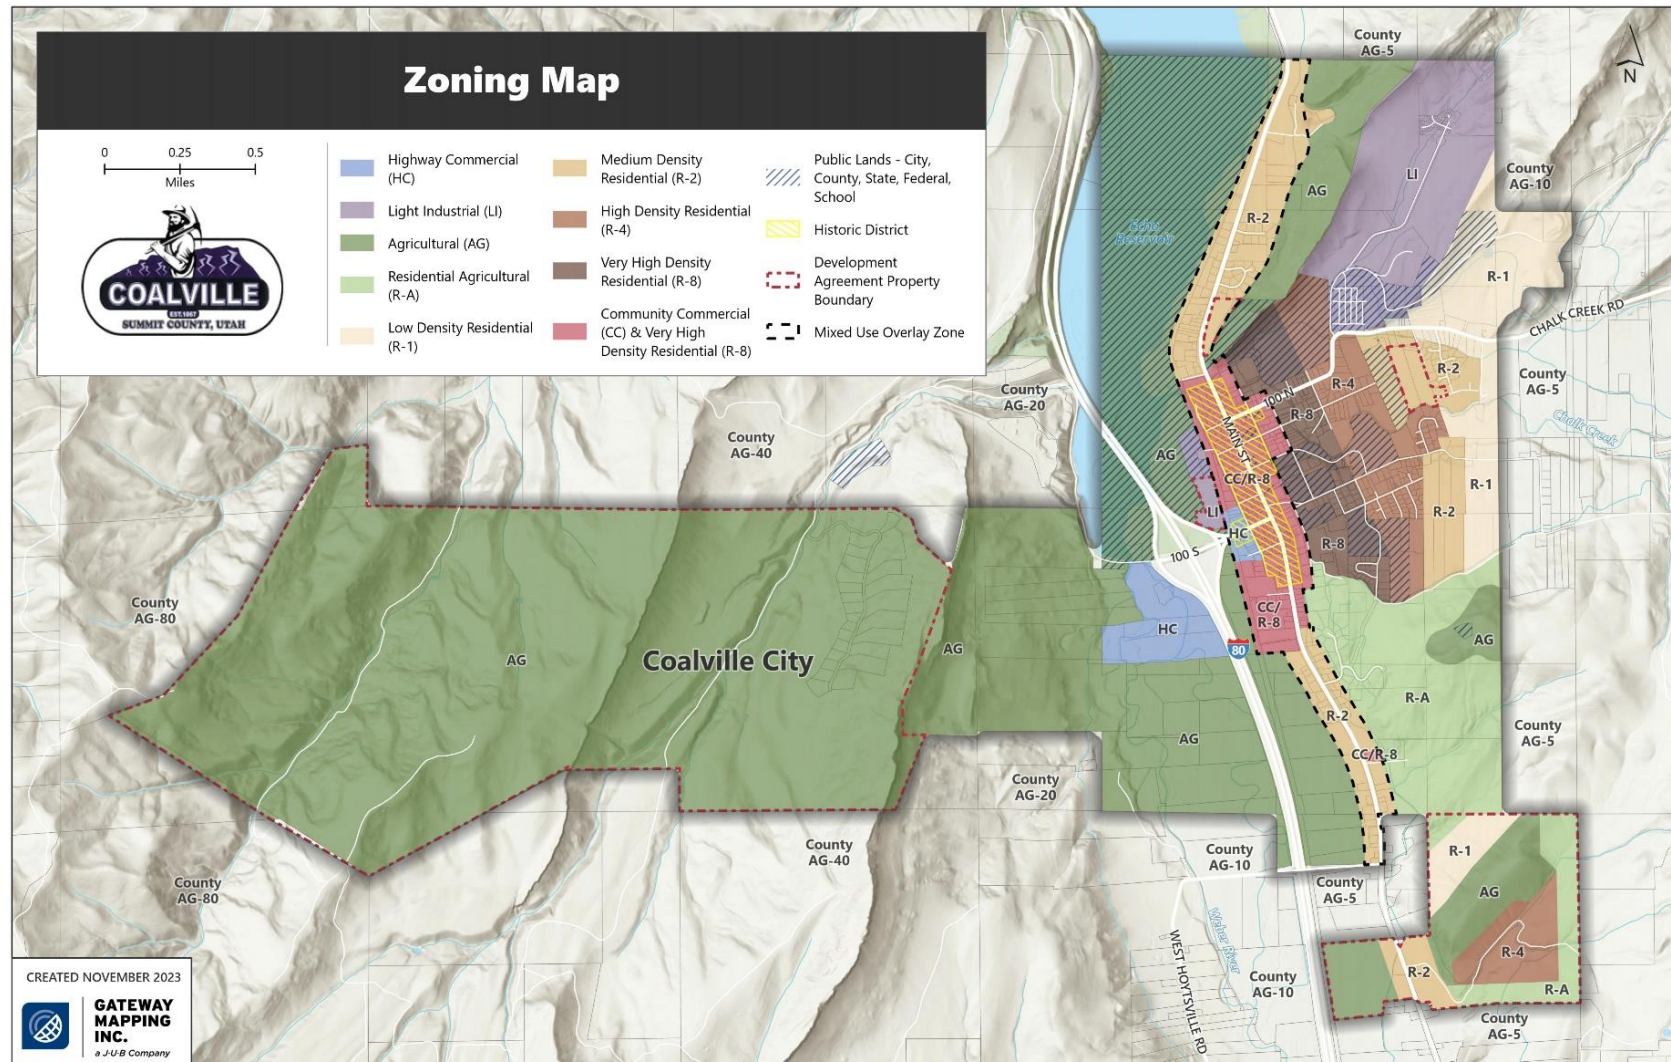 Zoning Map
0 0.25 0.5
Miles
COALVILLE
EST.1867
SUMMIT COUNTY, UTAH
Highway Commercial
(HC)
Light Industrial (LI)
Agricultural (AG)
Residential Agricultural
(R-A)
Low Density Residential
(R-1)
Medium Density
Residential (R-2)
High Density Residential
(R-4)
Very High Density
Residential (R-8)
Community Commercial
(CC) & Very High
Density Residential (R-8)
Public Lands - City,
County, State, Federal,
School
Historic District
Development
Agreement Property
Boundary
Mixed Use Overlay Zone
County
AG-5
N
County
AG-10
LI
AG
R-2
Echo
Reservoir
R-1
CHALK CREEK RD
County
AG-20
R-2
County
AG-5
R-4
100 N
R-8
Chalk Creek
MAIN ST
County
AG-40
AG
CC/R-8
R-1
R-2
LI
HC
R-8
100 S
County
AG-80
CC/
R-8
HC
AG
80
AG
Coalville City
AG
R-A
R-2
AG
County
AG-5
CC/R-8
County
AG-20
County
AG-40
County
AG-10
R-1
County
AG-80
County
AG-5
AG
Weber River
WEST HOYTSVILLE RD
R-4
R-2
County
AG-10
R-A
County
AG-5
CREATED NOVEMBER 2023
GATEWAY
MAPPING
INC.
a J-U-B Company